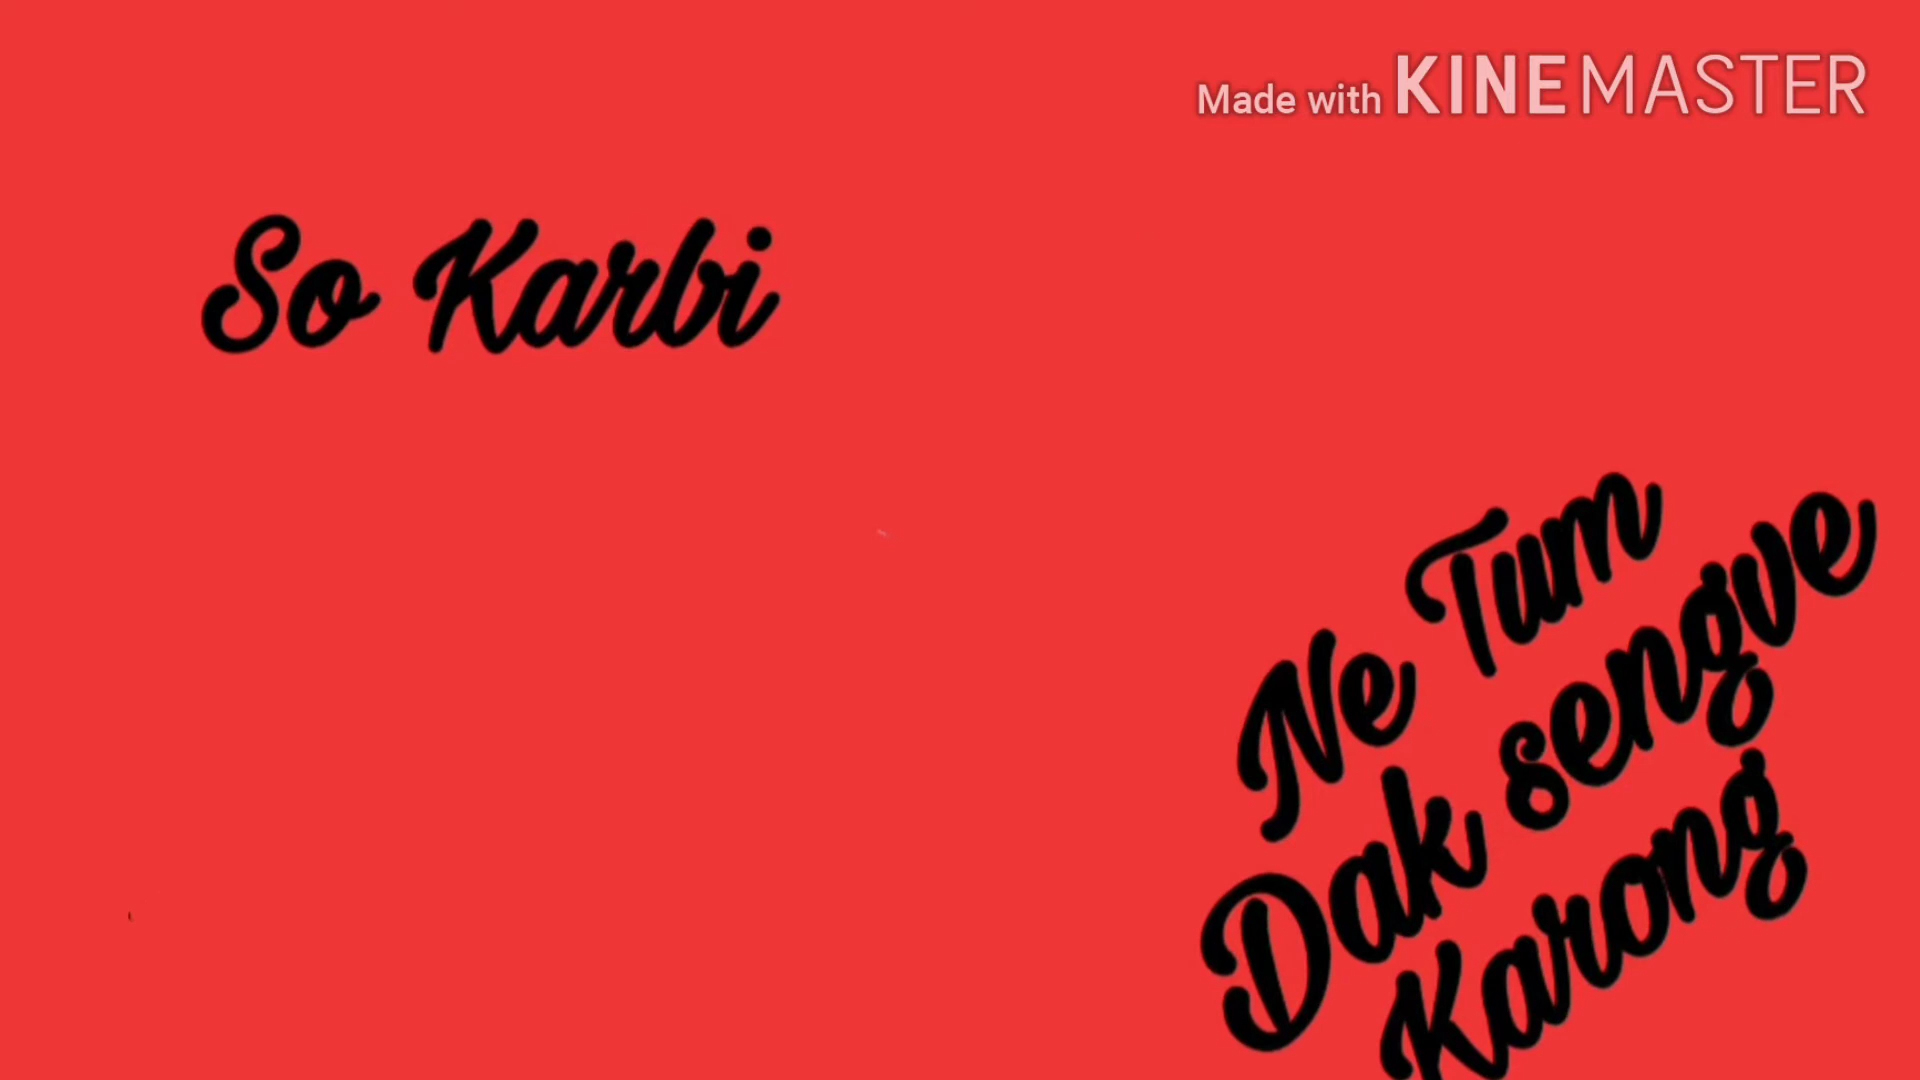 Made with KINEMASTER
So Karbi
Ne Tum
Dak sengve
Karong